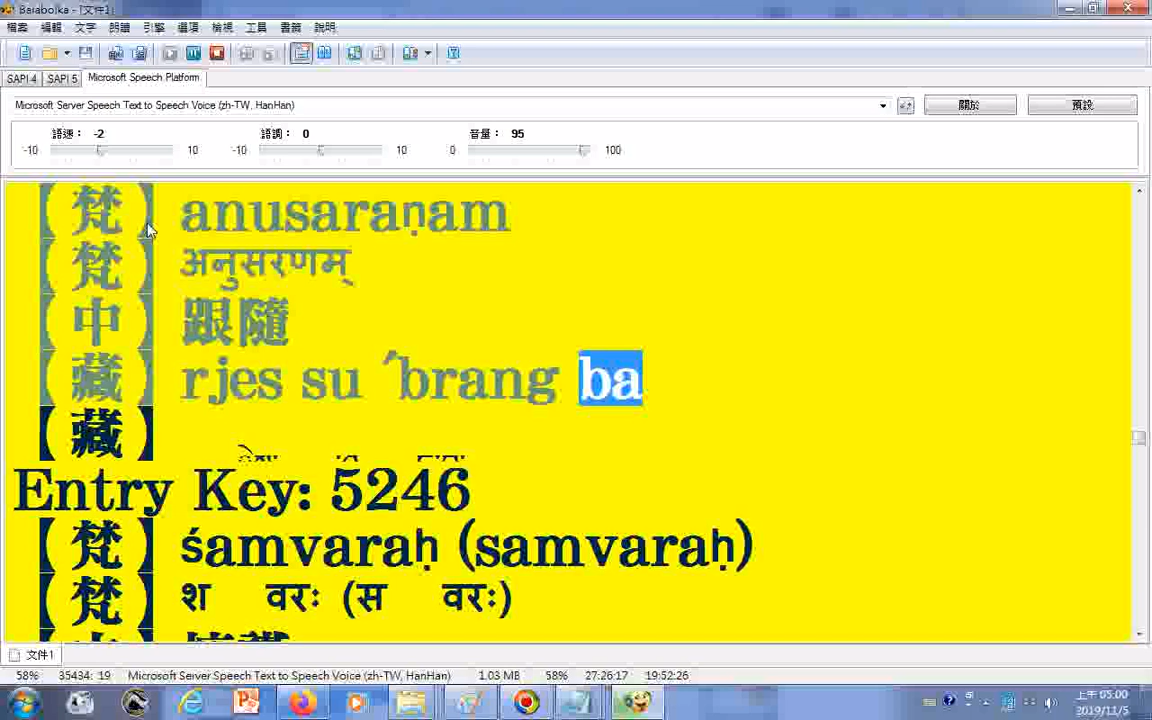 Balabolka - [文件1]
檔案 編輯 文字 朗讀 引擎 選項 檢視 工具 書籤 說明
SAPI 4 SAPI 5 Microsoft Speech Platform
Microsoft Server Speech Text to Speech Voice (zh-TW, HanHan) 關於 預設
語速： -2 語調： 0 音量： 95
-10 10 -10 10 0 100
【梵】 anusaraṇam
【梵】 अनुसरणम्
【中】 跟隨
【藏】 rjes su ´brang ba
【藏】
Entry Key: 5246
【梵】 śamvaraḥ (samvaraḥ)
【梵】 श वरः (स वरः)
文件1
58% 35434: 19 Microsoft Server Speech Text to Speech Voice (zh-TW, HanHan) 1.03 MB 58% 27:26:17 19:52:26
上午 05:00
2019/11/5